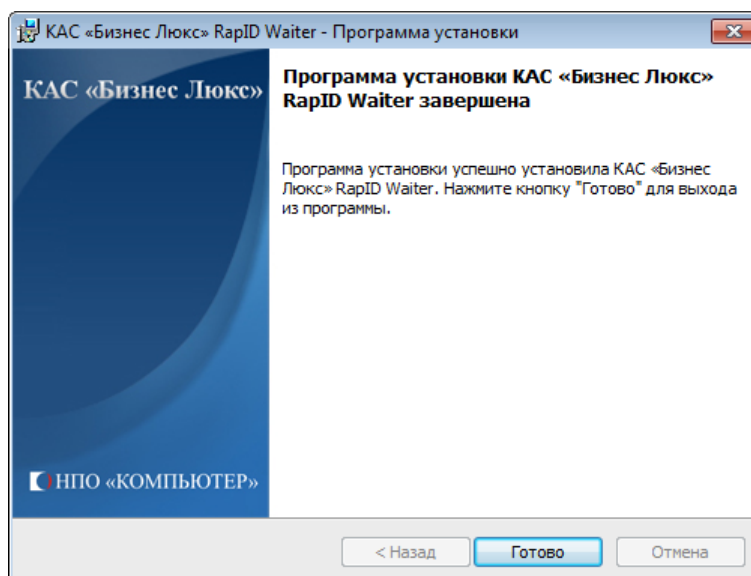 КАС «Бизнес Люкс» RapID Waiter - Программа установки
КАС «Бизнес Люкс»
Программа установки КАС «Бизнес Люкс»
RapID Waiter завершена
Программа установки успешно установила КАС «Бизнес
Люкс» RapID Waiter. Нажмите кнопку "Готово" для выхода
из программы.
НПО «КОМПЬЮТЕР»
< Назад
Готово
Отмена